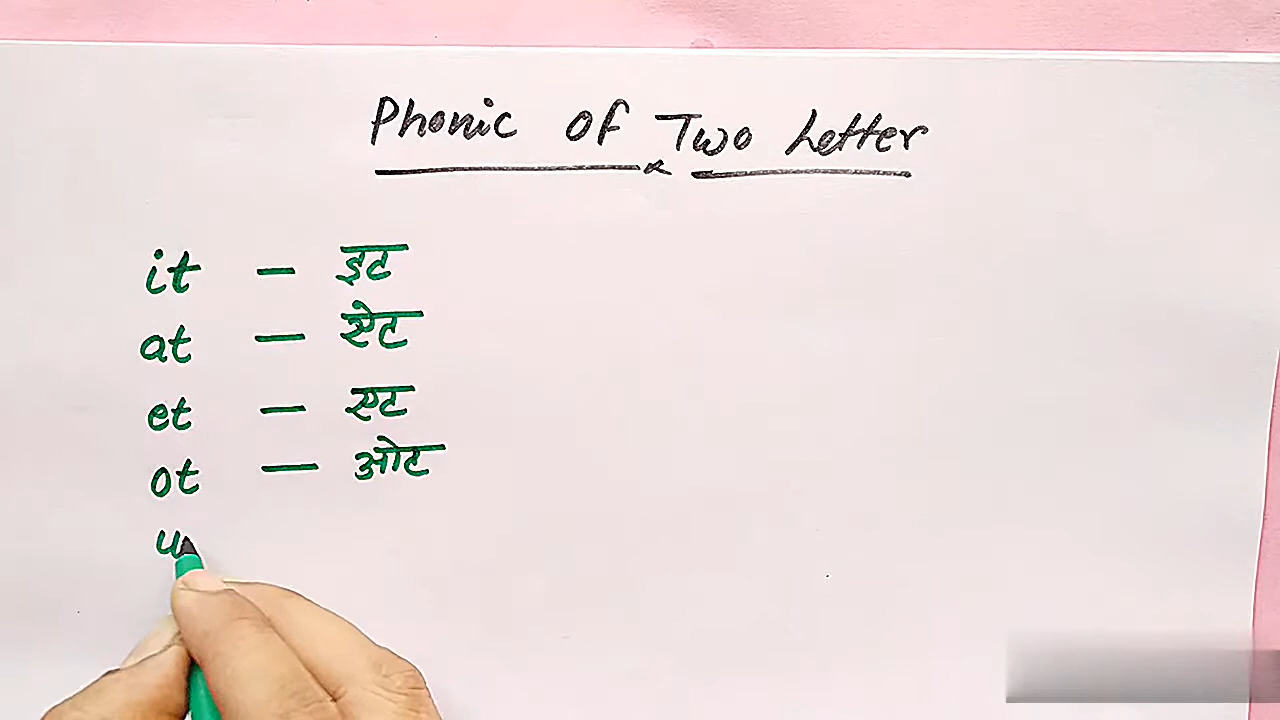 Phonic of Two Letter
it - इट
at - ऐट
et - एट
ot - ओट
u